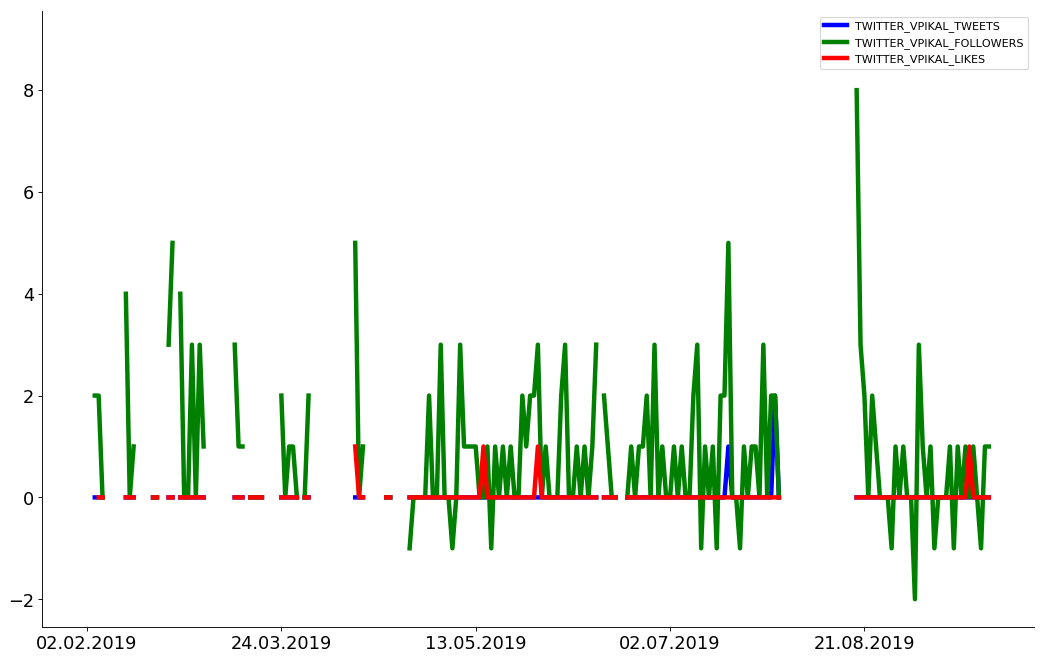 TWITTER_VPIKAL_TWEETS
TWITTER_VPIKAL_FOLLOWERS
TWITTER_VPIKAL_LIKES
8
6
4
2
0
−2
02.02.2019 24.03.2019 13.05.2019 02.07.2019 21.08.2019